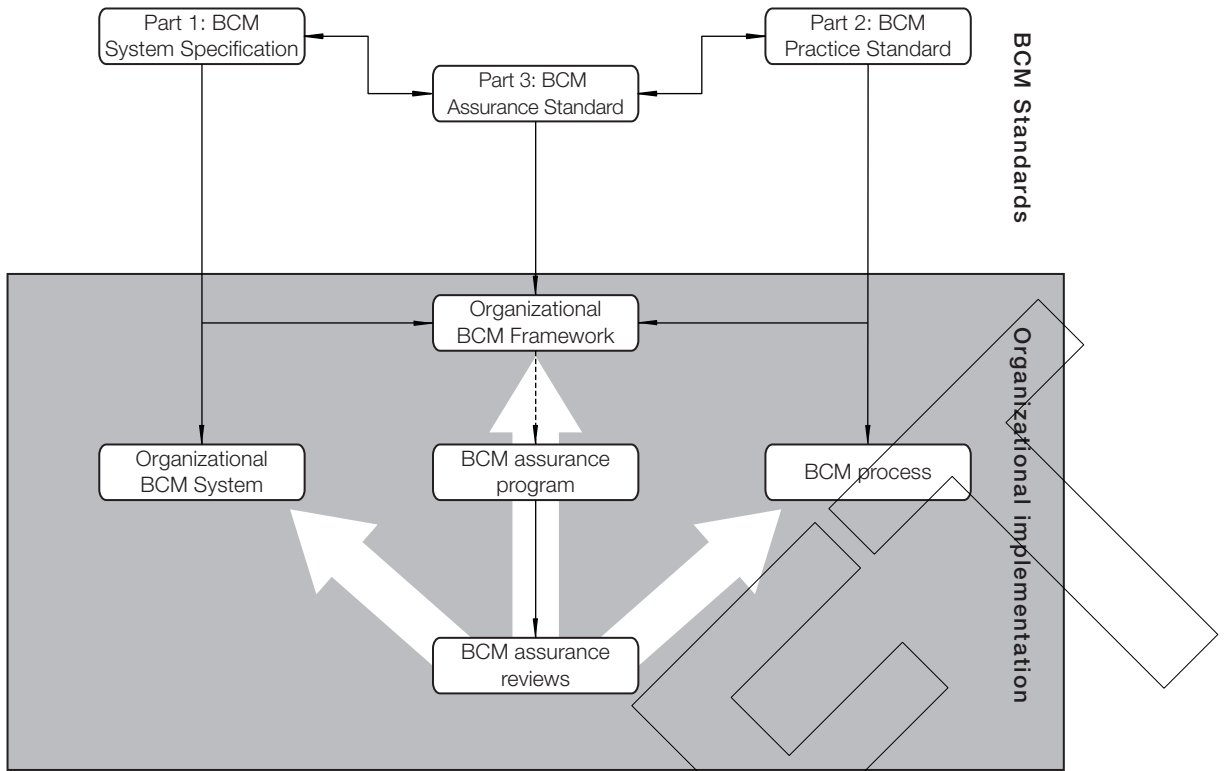 Part 1: BCM
System Specification
Part 2: BCM
Practice Standard
Part 3: BCM
Assurance Standard
BCM Standards
Organizational
BCM Framework
Organizational
BCM System
BCM assurance
program
BCM process
Organizational implementation
BCM assurance
reviews